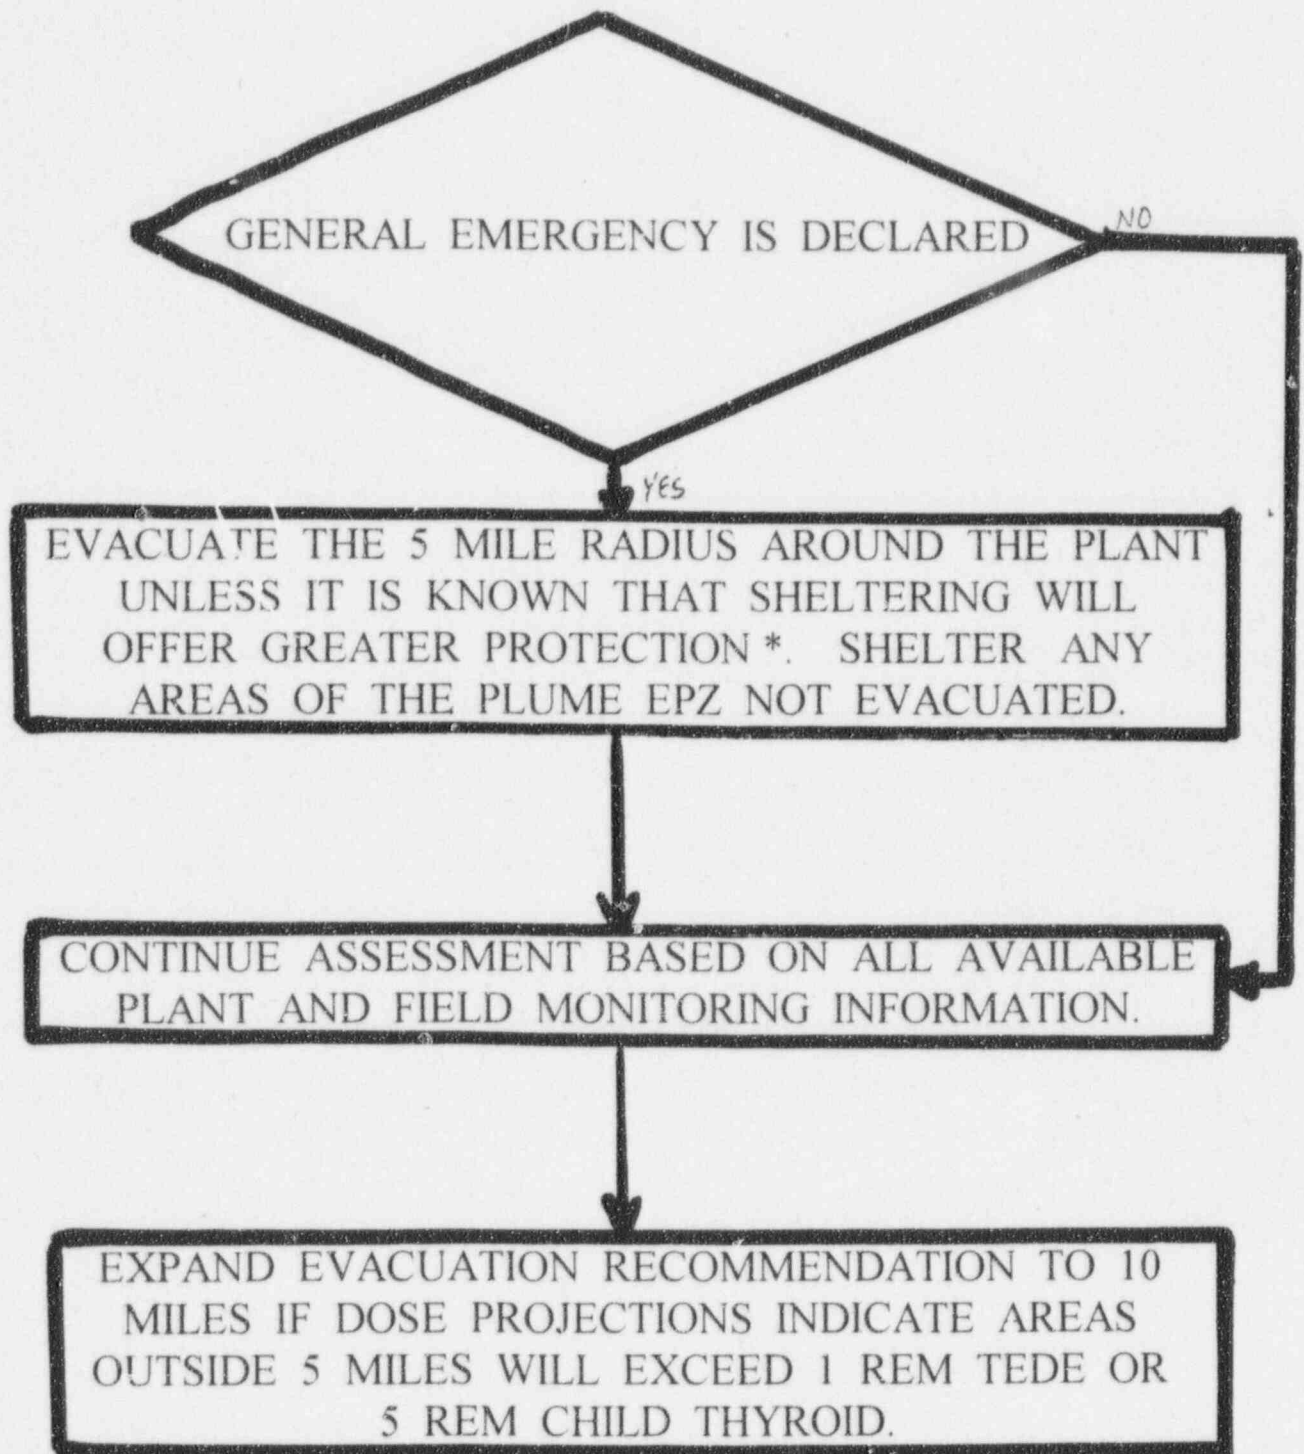 GENERAL EMERGENCY IS DECLARED
NO
YES
EVACUATE THE 5 MILE RADIUS AROUND THE PLANT
UNLESS IT IS KNOWN THAT SHELTERING WILL
OFFER GREATER PROTECTION *. SHELTER ANY
AREAS OF THE PLUME EPZ NOT EVACUATED.
CONTINUE ASSESSMENT BASED ON ALL AVAILABLE
PLANT AND FIELD MONITORING INFORMATION.
EXPAND EVACUATION RECOMMENDATION TO 10
MILES IF DOSE PROJECTIONS INDICATE AREAS
OUTSIDE 5 MILES WILL EXCEED 1 REM TEDE OR
5 REM CHILD THYROID.